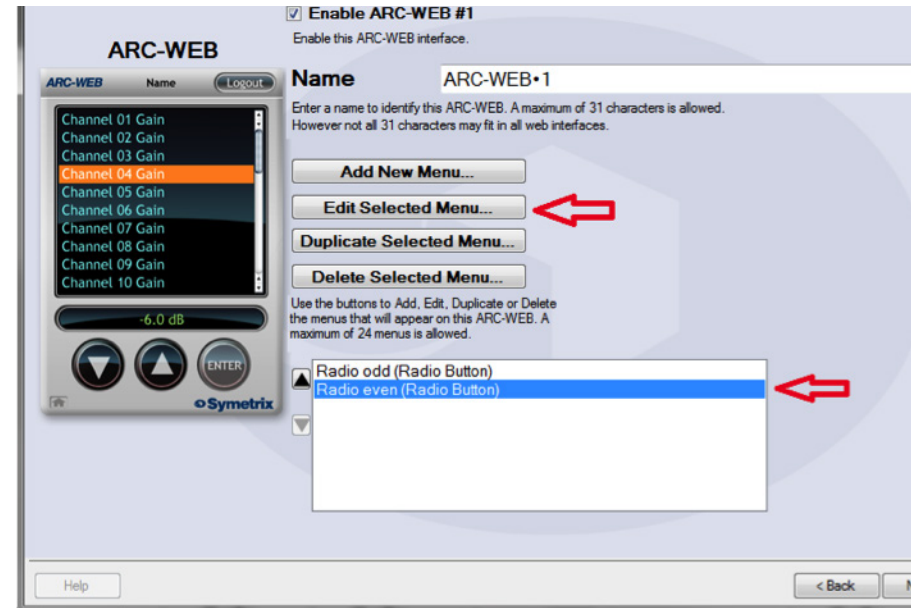 Enable ARC-WEB #1
Enable this ARC-WEB interface.
ARC-WEB
ARC-WEB Name Logout
Channel 01 Gain
Channel 02 Gain
Channel 03 Gain
Channel 04 Gain
Channel 05 Gain
Channel 06 Gain
Channel 07 Gain
Channel 08 Gain
Channel 09 Gain
Channel 10 Gain
-6.0 dB
ENTER
Symetrix
Name ARC-WEB•1
Enter a name to identify this ARC-WEB. A maximum of 31 characters is allowed.
However not all 31 characters may fit in all web interfaces.
Add New Menu...
Edit Selected Menu...
Duplicate Selected Menu...
Delete Selected Menu...
Use the buttons to Add, Edit, Duplicate or Delete
the menus that will appear on this ARC-WEB. A
maximum of 24 menus is allowed.
Radio odd (Radio Button)
Radio even (Radio Button)
Help
< Back